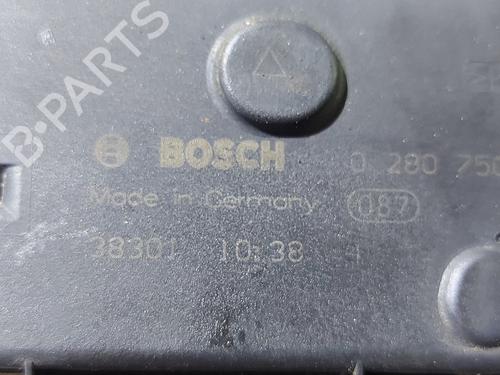 B-PARTS
BOSCH 0 280 750
Made in Germany 087
38301 10:38